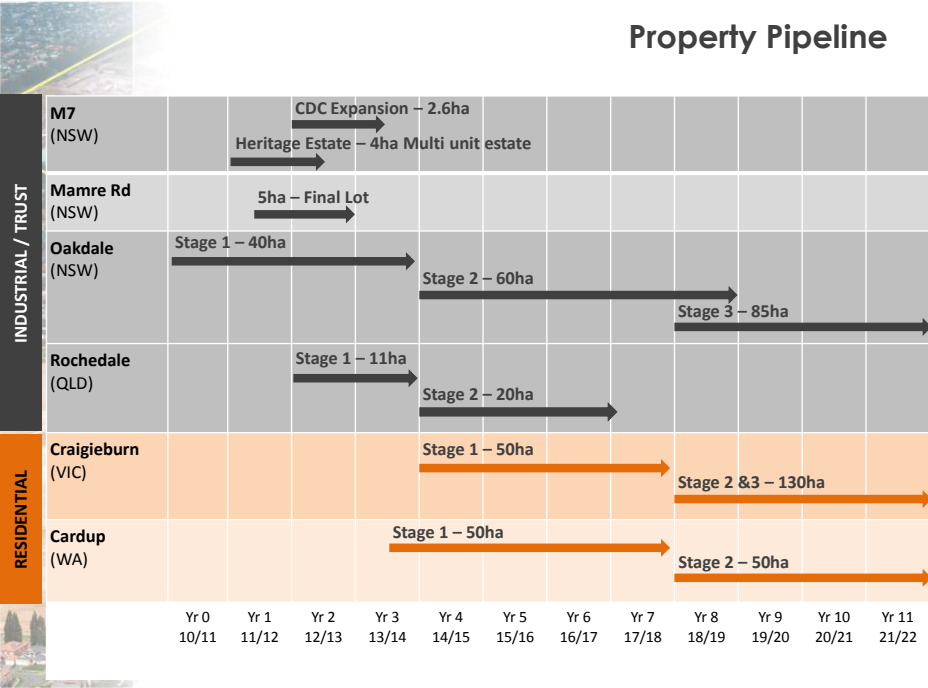 Property Pipeline
INDUSTRIAL / TRUST
M7
(NSW)
CDC Expansion – 2.6ha
Heritage Estate – 4ha Multi unit estate
Mamre Rd
(NSW)
5ha – Final Lot
Oakdale
(NSW)
Stage 1 – 40ha
Stage 2 – 60ha
Stage 3 – 85ha
Rochedale
(QLD)
Stage 1 – 11ha
Stage 2 – 20ha
RESIDENTIAL
Craigieburn
(VIC)
Stage 1 – 50ha
Stage 2 &3 – 130ha
Cardup
(WA)
Stage 1 – 50ha
Stage 2 – 50ha
Yr 0 Yr 1 Yr 2 Yr 3 Yr 4 Yr 5 Yr 6 Yr 7 Yr 8 Yr 9 Yr 10 Yr 11
10/11 11/12 12/13 13/14 14/15 15/16 16/17 17/18 18/19 19/20 20/21 21/22